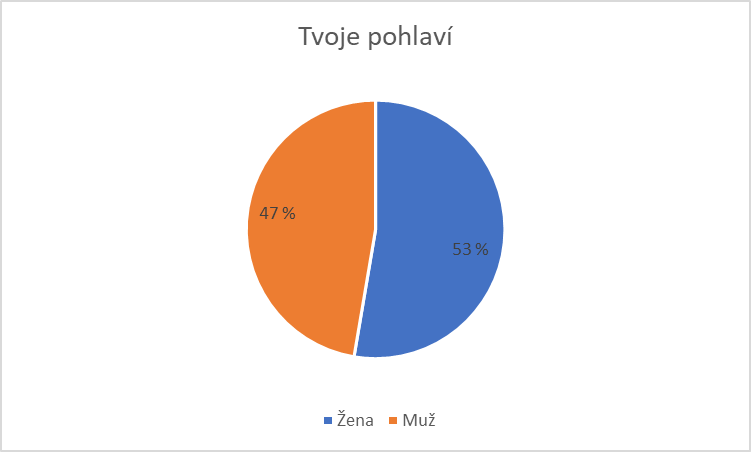 Tvoje pohlaví
47 %
53 %
Žena
Muž